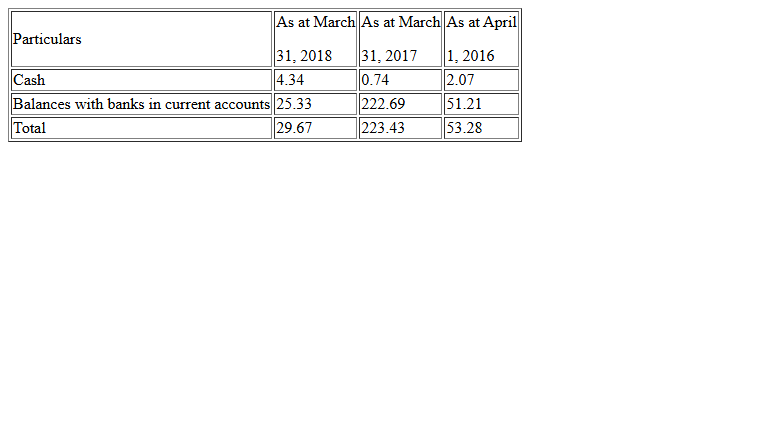 Particulars As at March 31, 2018 As at March 31, 2017 As at April 1, 2016
Cash 4.34 0.74 2.07
Balances with banks in current accounts 25.33 222.69 51.21
Total 29.67 223.43 53.28